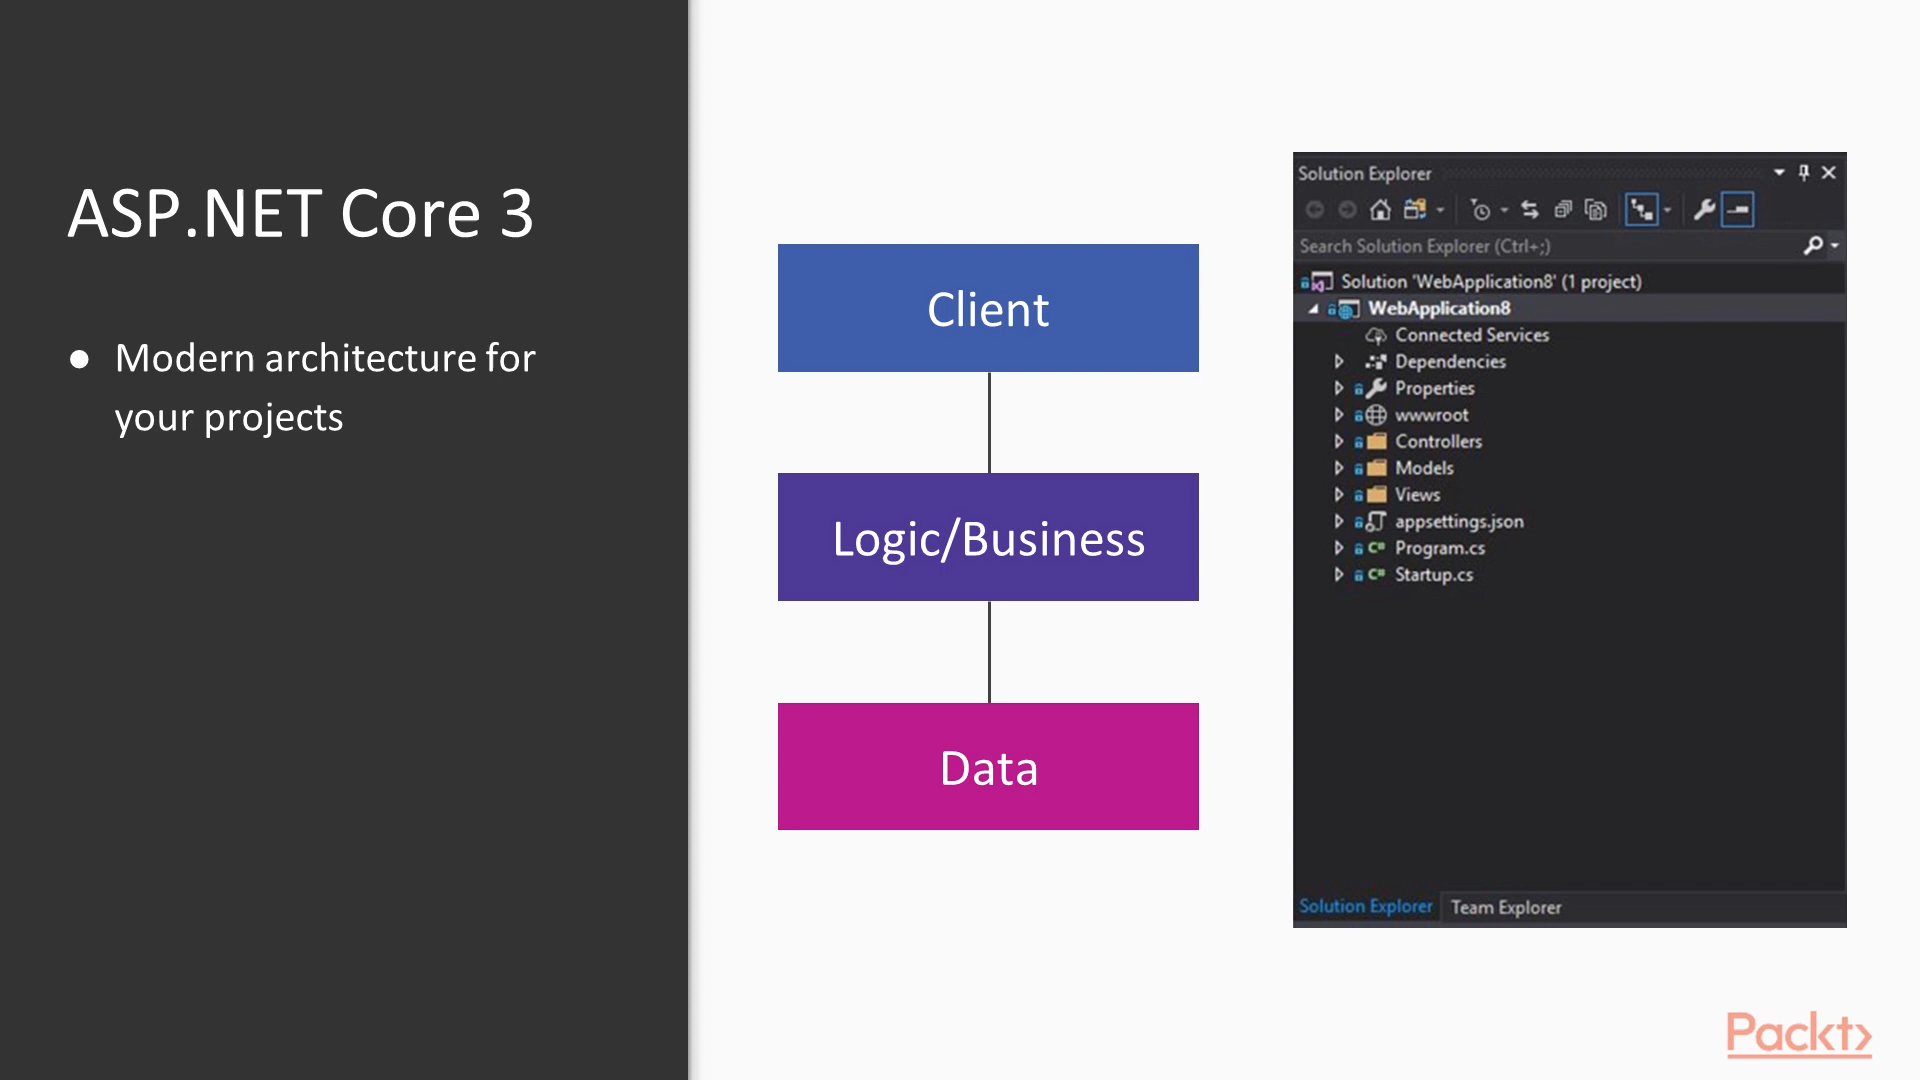 ASP.NET Core 3
● Modern architecture for
your projects
Client
Logic/Business
Data
Solution Explorer
Search Solution Explorer (Ctrl+;)
Solution 'WebApplication8' (1 project)
WebApplication8
Connected Services
Dependencies
Properties
wwwroot
Controllers
Models
Views
appsettings.json
C# Program.cs
C# Startup.cs
Solution Explorer Team Explorer
Packt>